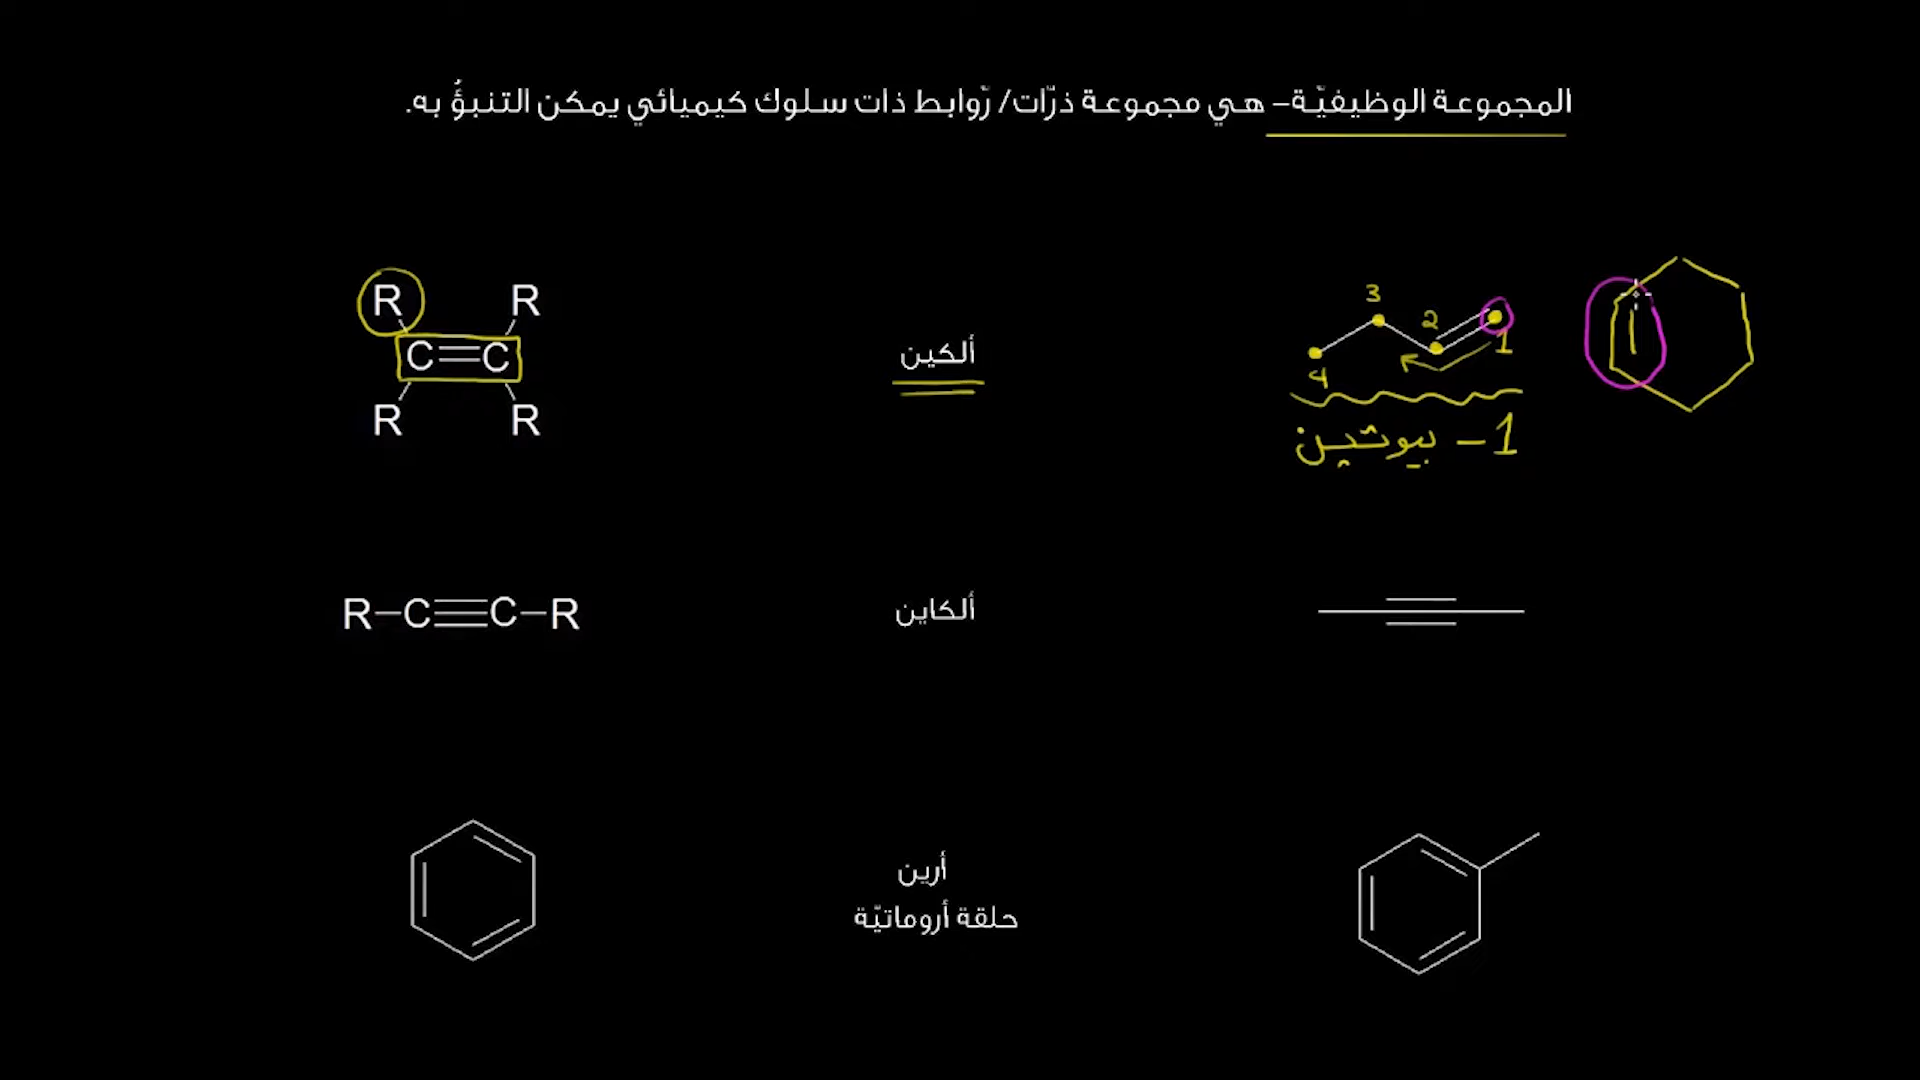 المجموعة الوظيفيّة– هي مجموعة ذرّات/ رّوابط ذات سلوك كيميائي يمكن التنبؤُ به.
R R
C=C
R R
ألكين
3 2 1 4
1– بيوتين
R–C≡C–R
ألكاين
أرين
حلقة أروماتيّة